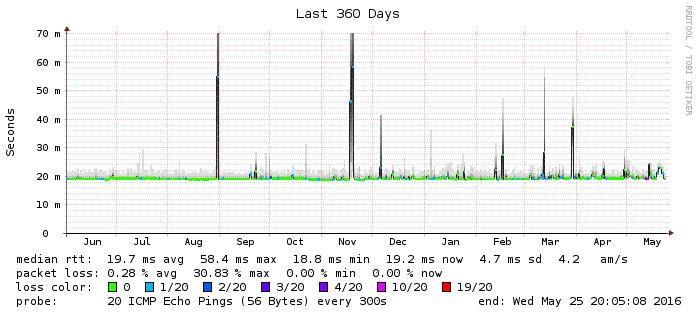 Last 360 Days
RRDTOOL / TOBI OETIKER
Seconds
70 m
60 m
50 m
40 m
30 m
20 m
10 m
0
Jun Jul Aug Sep Oct Nov Dec Jan Feb Mar Apr May
median rtt: 19.7 ms avg 58.4 ms max 18.8 ms min 19.2 ms now 4.7 ms sd 4.2 am/s
packet loss: 0.28 % avg 30.83 % max 0.00 % min 0.00 % now
loss color: 0 1/20 2/20 3/20 4/20 10/20 19/20
probe: 20 ICMP Echo Pings (56 Bytes) every 300s end: Wed May 25 20:05:08 2016